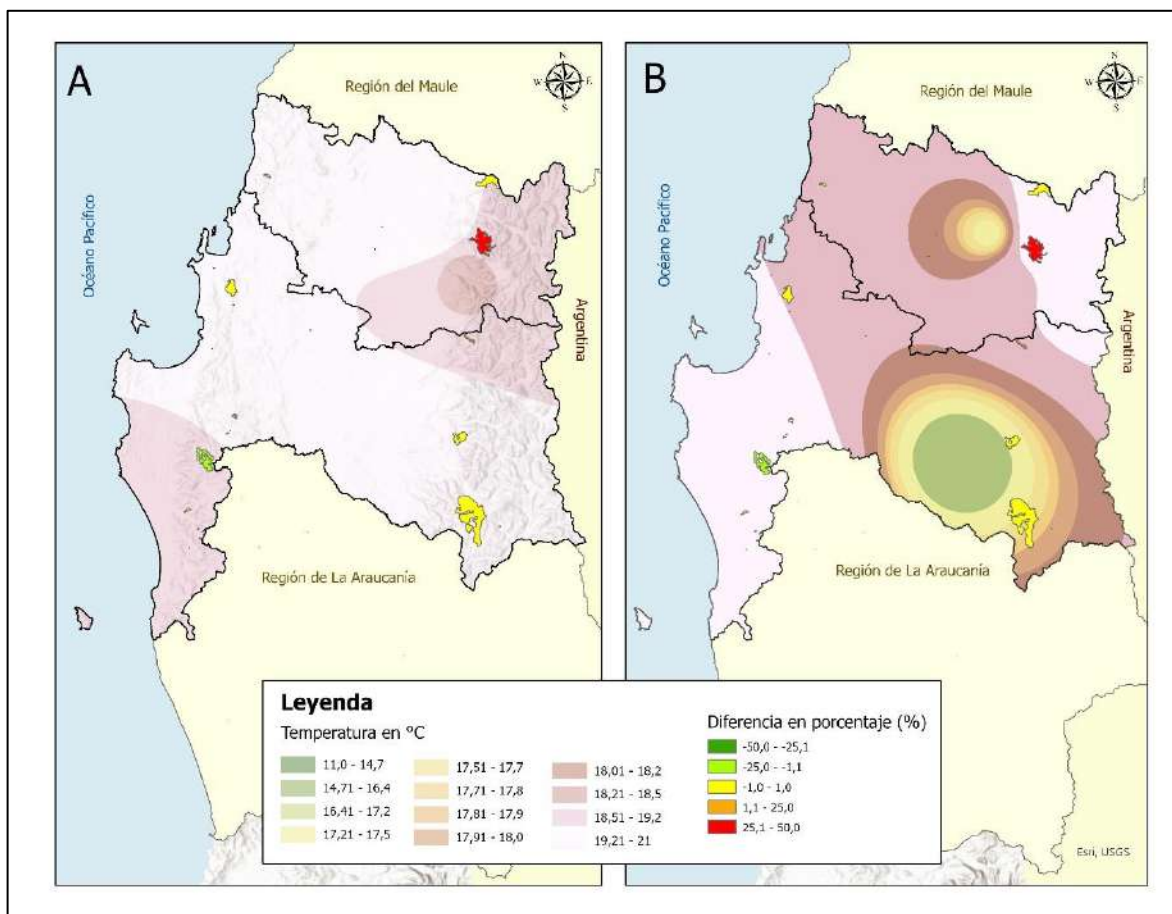 A
N
W
E
S
Región del Maule
Océano Pacífico
Argentina
Región de La Araucanía
B
N
W
E
S
Región del Maule
Océano Pacífico
Argentina
Región de La Araucanía
Leyenda
Temperatura en °C
11,0 - 14,7
14,71 - 16,4
16,41 - 17,2
17,21 - 17,5
17,51 - 17,7
17,71 - 17,8
17,81 - 17,9
17,91 - 18,0
18,01 - 18,2
18,21 - 18,5
18,51 - 19,2
19,21 - 21
Diferencia en porcentaje (%)
-50,0 - -25,1
-25,0 - -1,1
-1,0 - 1,0
1,1 - 25,0
25,1 - 50,0
Esri, USGS